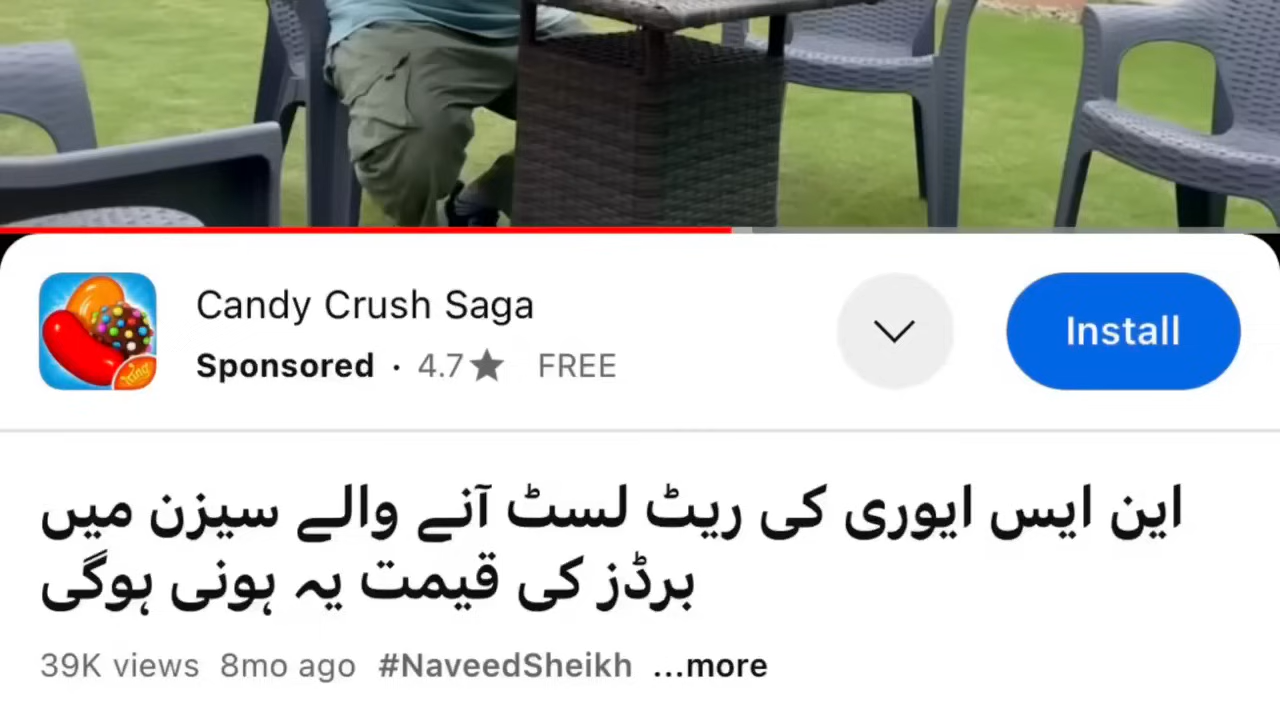 Candy Crush Saga
Sponsored · 4.7★ FREE
Install
king
این ایس ایوری کی ریٹ لسٹ آنے والے سیزن میں
برڈز کی قیمت یہ ہونی ہوگی
39K views 8mo ago #NaveedSheikh ...more